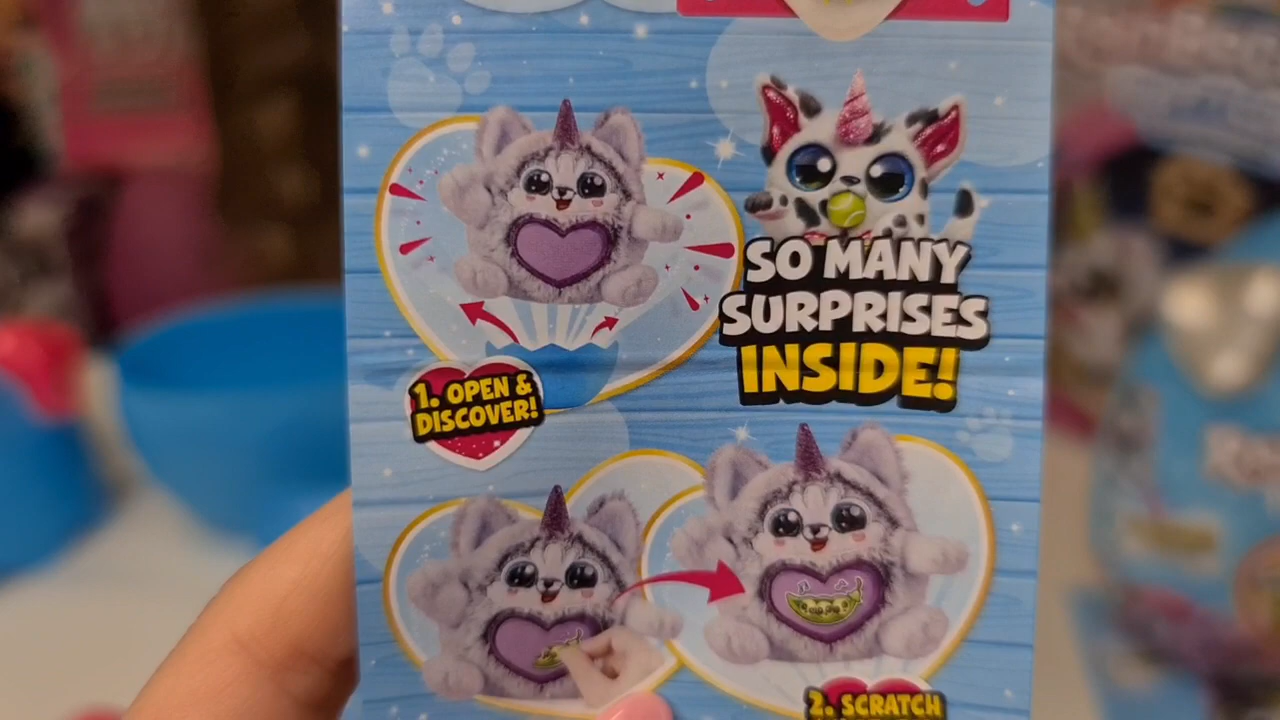 SO MANY
SURPRISES
INSIDE!
1. OPEN &
DISCOVER!
2. SCRATCH